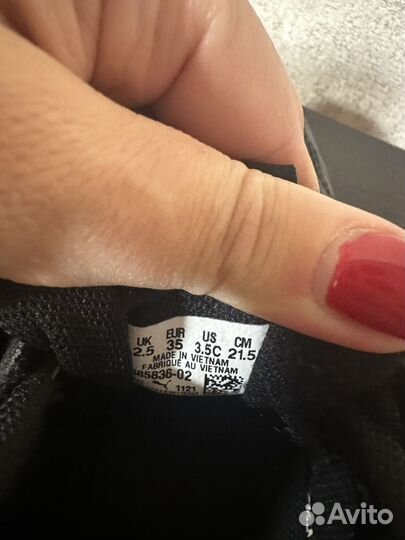 UK EUR US CM
2.5 35 3.5C 21.5
MADE IN VIETNAM
FABRIQUÉ AU VIETNAM
1121
Avito